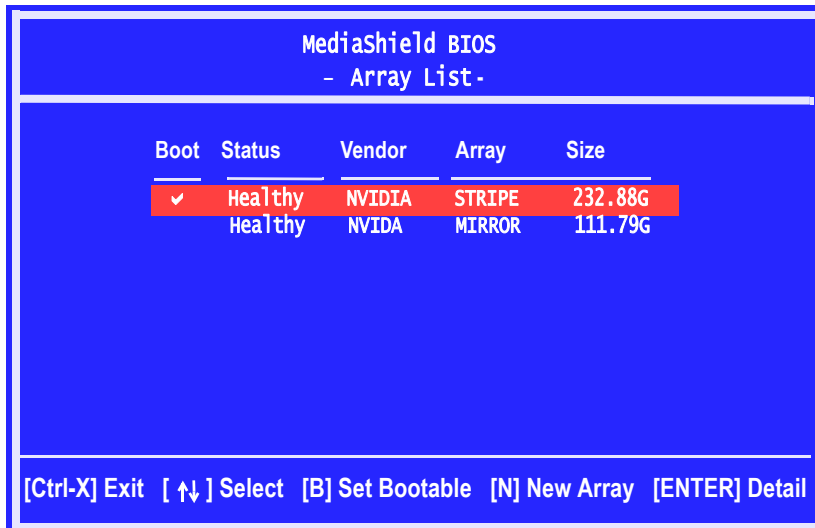 MediaShield BIOS
- Array List-
Boot Status Vendor Array Size
✓ Healthy NVIDIA STRIPE 232.88G
Healthy NVIDA MIRROR 111.79G
[Ctrl-X] Exit [ ↑↓ ] Select [B] Set Bootable [N] New Array [ENTER] Detail